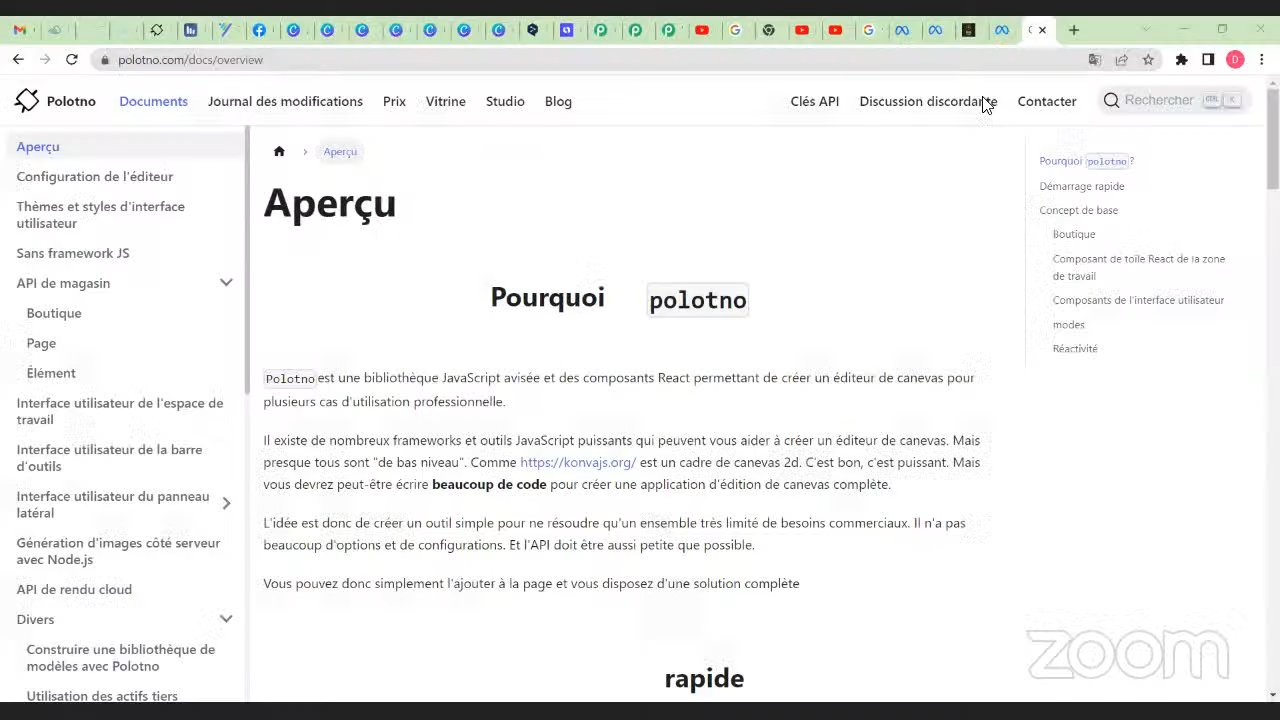 polotno.com/docs/overview
D
Polotno
Documents
Journal des modifications
Prix
Vitrine
Studio
Blog
Clés API
Discussion discordante
Contacter
Rechercher
CTRL
K
Aperçu
Configuration de l'éditeur
Thèmes et styles d'interface
utilisateur
Sans framework JS
API de magasin
Boutique
Page
Élément
Interface utilisateur de l'espace de
travail
Interface utilisateur de la barre
d'outils
Interface utilisateur du panneau
latéral
Génération d'images côté serveur
avec Node.js
API de rendu cloud
Divers
Construire une bibliothèque de
modèles avec Polotno
Utilisation des actifs tiers
Aperçu
Aperçu
Pourquoi polotno
Polotno est une bibliothèque JavaScript avisée et des composants React permettant de créer un éditeur de canevas pour
plusieurs cas d'utilisation professionnelle.
Il existe de nombreux frameworks et outils JavaScript puissants qui peuvent vous aider à créer un éditeur de canevas. Mais
presque tous sont "de bas niveau". Comme https://konvajs.org/ est un cadre de canevas 2d. C'est bon, c'est puissant. Mais
vous devrez peut-être écrire beaucoup de code pour créer une application d'édition de canevas complète.
L'idée est donc de créer un outil simple pour ne résoudre qu'un ensemble très limité de besoins commerciaux. Il n'a pas
beaucoup d'options et de configurations. Et l'API doit être aussi petite que possible.
Vous pouvez donc simplement l'ajouter à la page et vous disposez d'une solution complète
rapide
Pourquoi polotno ?
Démarrage rapide
Concept de base
Boutique
Composant de toile React de la zone
de travail
Composants de l'interface utilisateur
modes
Réactivité
zoom